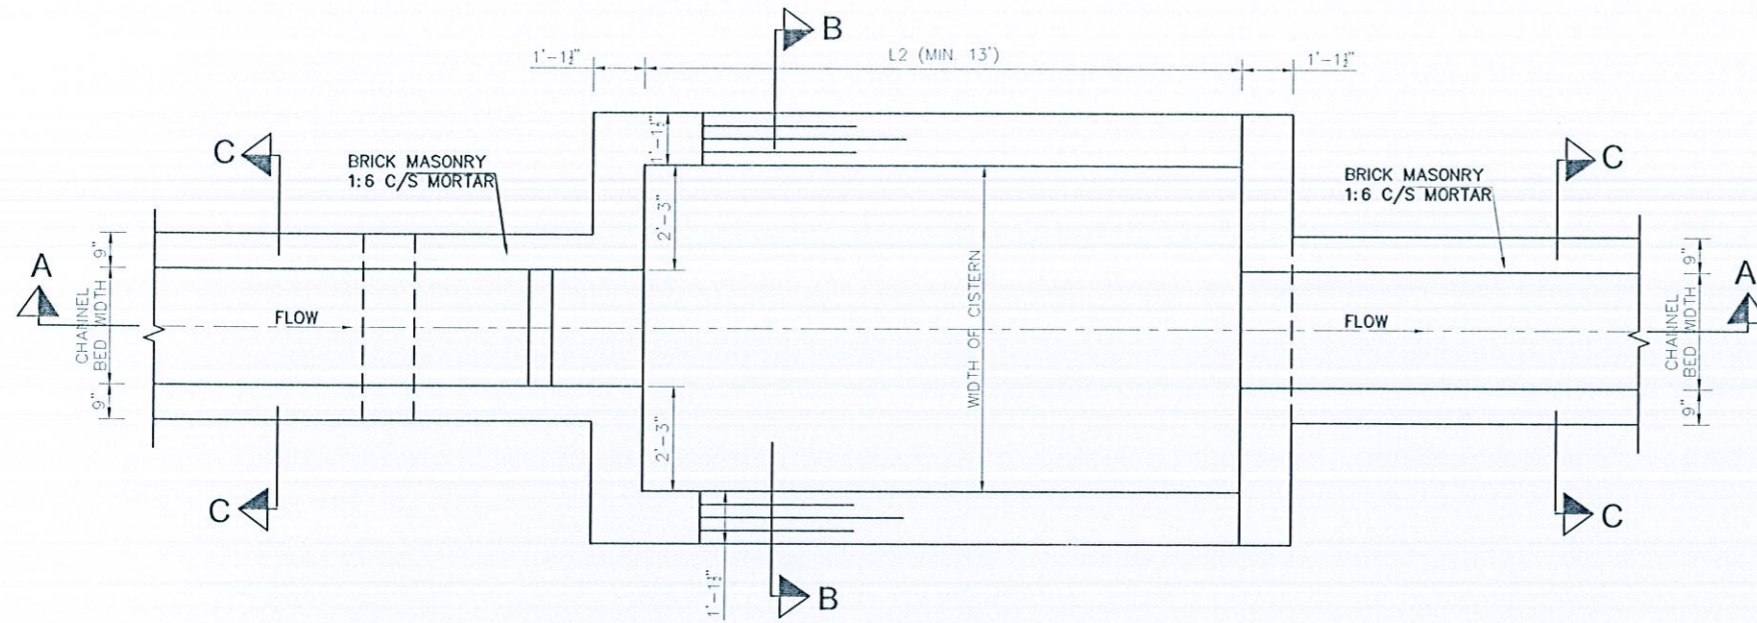 B
1'-1½"
L2 (MIN. 13')
1'-1½"
C
BRICK MASONRY
1:6 C/S MORTAR
1'-1½"
2'-3"
BRICK MASONRY
1:6 C/S MORTAR
C
A
9"
CHANNEL
BED WIDTH
9"
FLOW
WIDTH OF CISTERN
FLOW
9"
CHANNEL
BED WIDTH
9"
A
C
2'-3"
C
1'-1½"
B